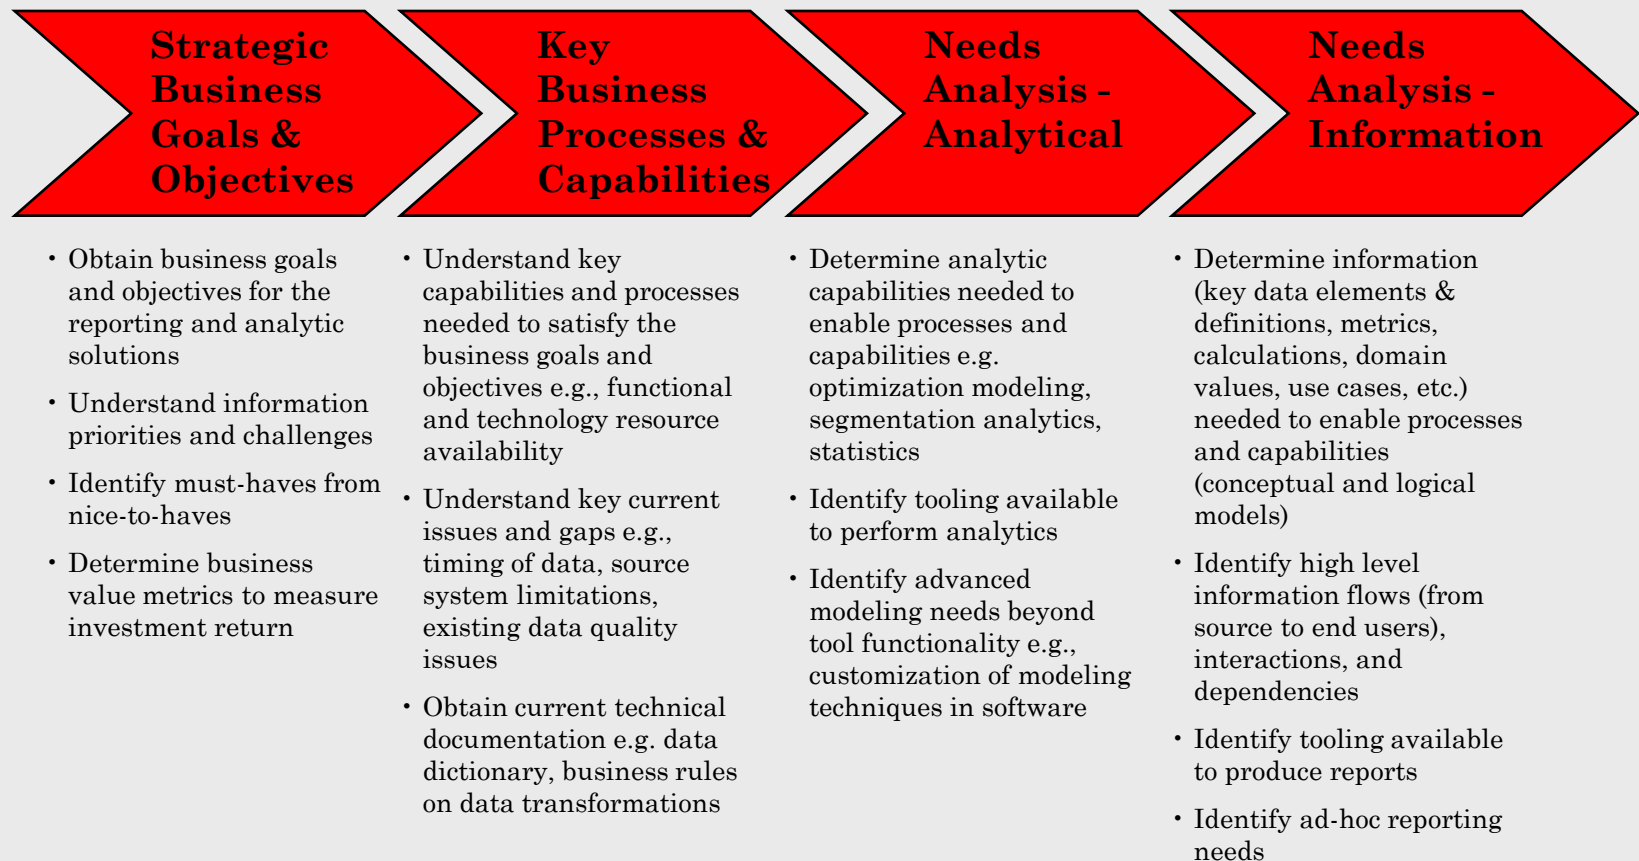 Strategic
Business
Goals &
Objectives
• Obtain business goals
and objectives for the
reporting and analytic
solutions
• Understand information
priorities and challenges
• Identify must-haves from
nice-to-haves
• Determine business
value metrics to measure
investment return
Key
Business
Processes &
Capabilities
• Understand key
capabilities and processes
needed to satisfy the
business goals and
objectives e.g., functional
and technology resource
availability
• Understand key current
issues and gaps e.g.,
timing of data, source
system limitations,
existing data quality
issues
• Obtain current technical
documentation e.g. data
dictionary, business rules
on data transformations
Needs
Analysis -
Analytical
• Determine analytic
capabilities needed to
enable processes and
capabilities e.g.
optimization modeling,
segmentation analytics,
statistics
• Identify tooling available
to perform analytics
• Identify advanced
modeling needs beyond
tool functionality e.g.,
customization of modeling
techniques in software
Needs
Analysis -
Information
• Determine information
(key data elements &
definitions, metrics,
calculations, domain
values, use cases, etc.)
needed to enable processes
and capabilities
(conceptual and logical
models)
• Identify high level
information flows (from
source to end users),
interactions, and
dependencies
• Identify tooling available
to produce reports
• Identify ad-hoc reporting
needs